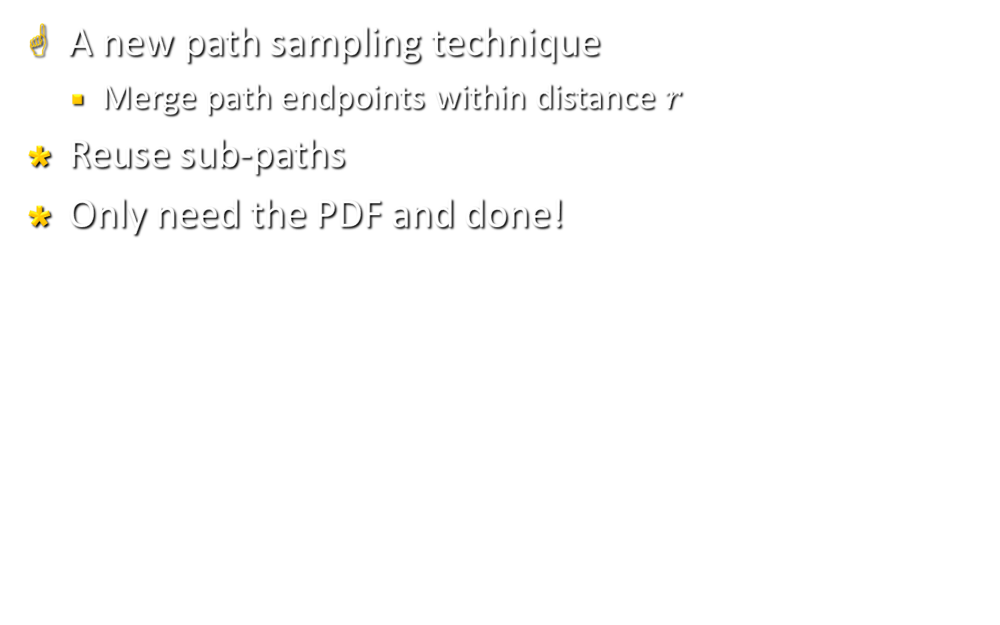 ☝ A new path sampling technique
▪ Merge path endpoints within distance r
* Reuse sub-paths
* Only need the PDF and done!